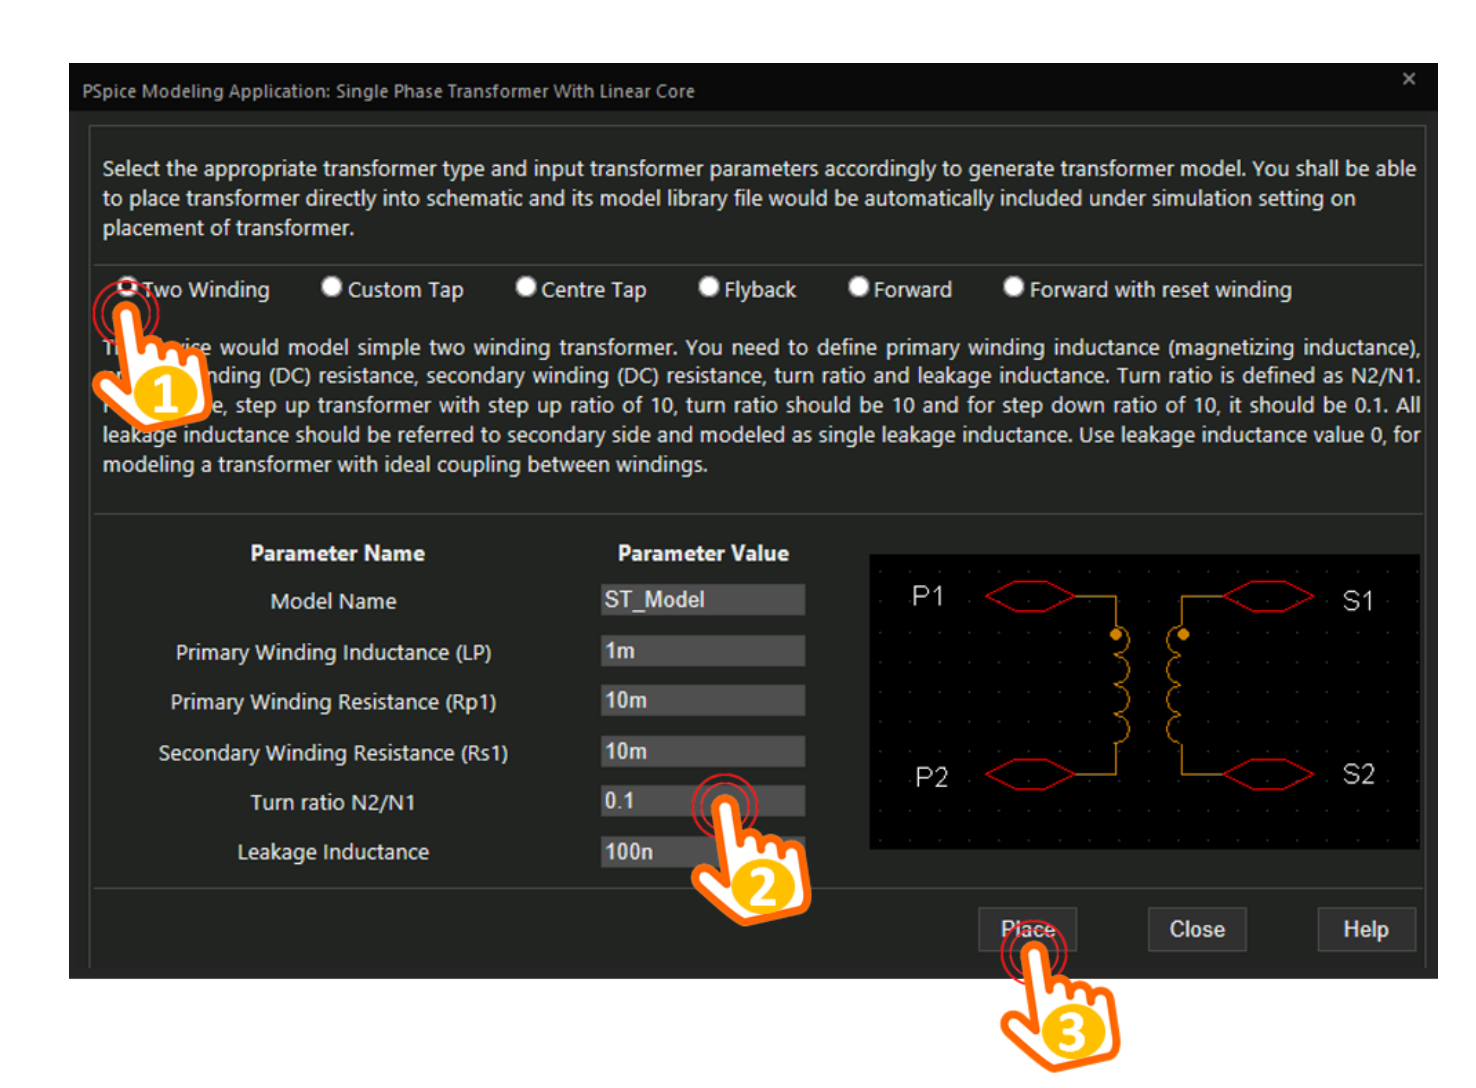 PSpice Modeling Application: Single Phase Transformer With Linear Core
×
Select the appropriate transformer type and input transformer parameters accordingly to generate transformer model. You shall be able
to place transformer directly into schematic and its model library file would be automatically included under simulation setting on
placement of transformer.
Two Winding Custom Tap Centre Tap Flyback Forward Forward with reset winding
would model simple two winding transformer. You need to define primary winding inductance (magnetizing inductance),
(DC) resistance, secondary winding (DC) resistance, turn ratio and leakage inductance. Turn ratio is defined as N2/N1.
step up transformer with step up ratio of 10, turn ratio should be 10 and for step down ratio of 10, it should be 0.1. All
leakage inductance should be referred to secondary side and modeled as single leakage inductance. Use leakage inductance value 0, for
modeling a transformer with ideal coupling between windings.
1
Parameter Name Parameter Value
Model Name ST_Model
Primary Winding Inductance (LP) 1m
Primary Winding Resistance (Rp1) 10m
Secondary Winding Resistance (Rs1) 10m
Turn ratio N2/N1 0.1
Leakage Inductance 100n
2
P1 S1
P2 S2
Place Close Help
3